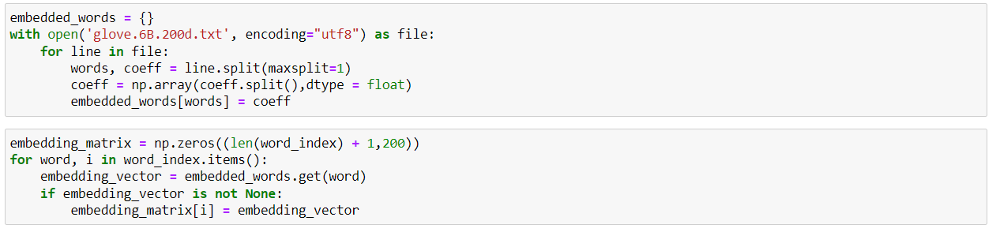 embedded_words = {}
with open('glove.6B.200d.txt', encoding="utf8") as file:
    for line in file:
        words, coeff = line.split(maxsplit=1)
        coeff = np.array(coeff.split(),dtype = float)
        embedded_words[words] = coeff
embedding_matrix = np.zeros((len(word_index) + 1,200))
for word, i in word_index.items():
    embedding_vector = embedded_words.get(word)
    if embedding_vector is not None:
        embedding_matrix[i] = embedding_vector